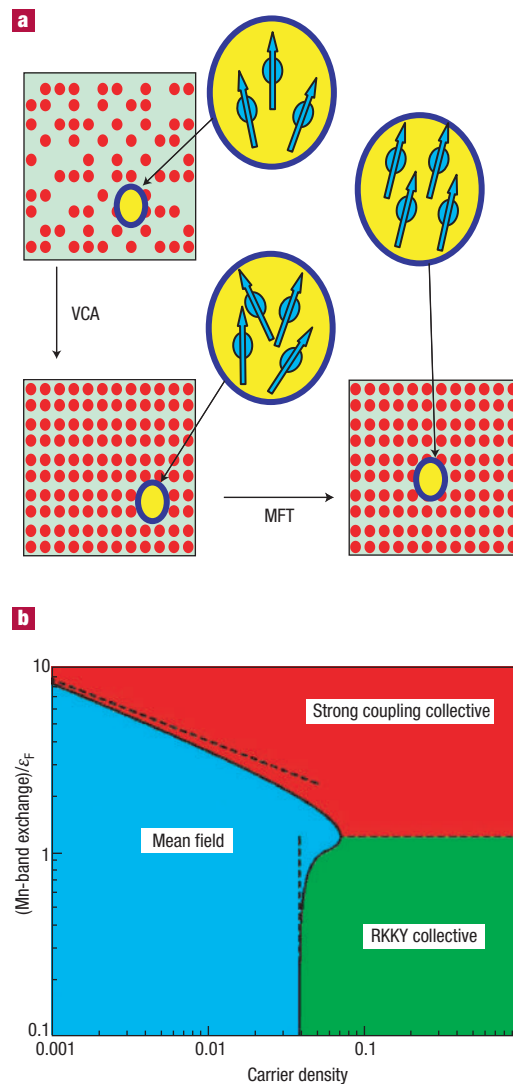 a
VCA
MFT
b
10
1
0.1
(Mn-band exchange)/εF
Strong coupling collective
Mean field
RKKY collective
0.001
0.01
0.1
Carrier density